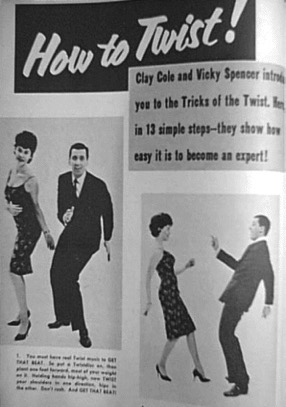 How to Twist!
Clay Cole and Vicky Spencer introdu
you to the Tricks of the Twist. Here,
in 13 simple steps—they show how
easy it is to become an expert!
1. You must have real Twist music to GET
THAT BEAT. So put a Twistdisc on, then
plant one foot forward, most of your weight
on it. Holding hands hip-high, now TWIST
your shoulders in one direction, hips in
the other. Don't rush. And GET THAT BEAT!